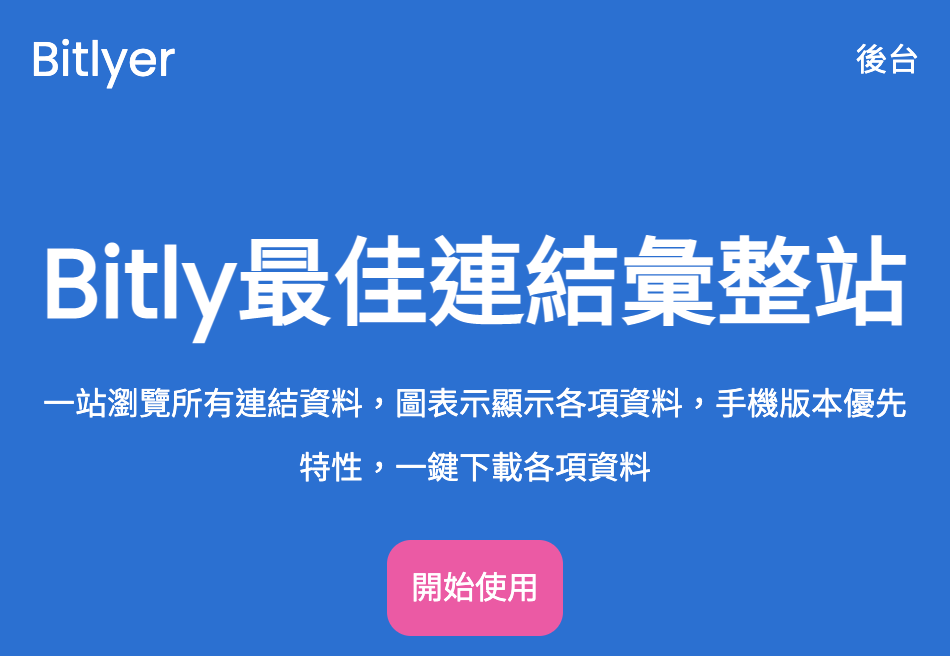 Bitlyer
後台
Bitly最佳連結彙整站
一站瀏覽所有連結資料，圖表示顯示各項資料，手機版本優先
特性，一鍵下載各項資料
開始使用